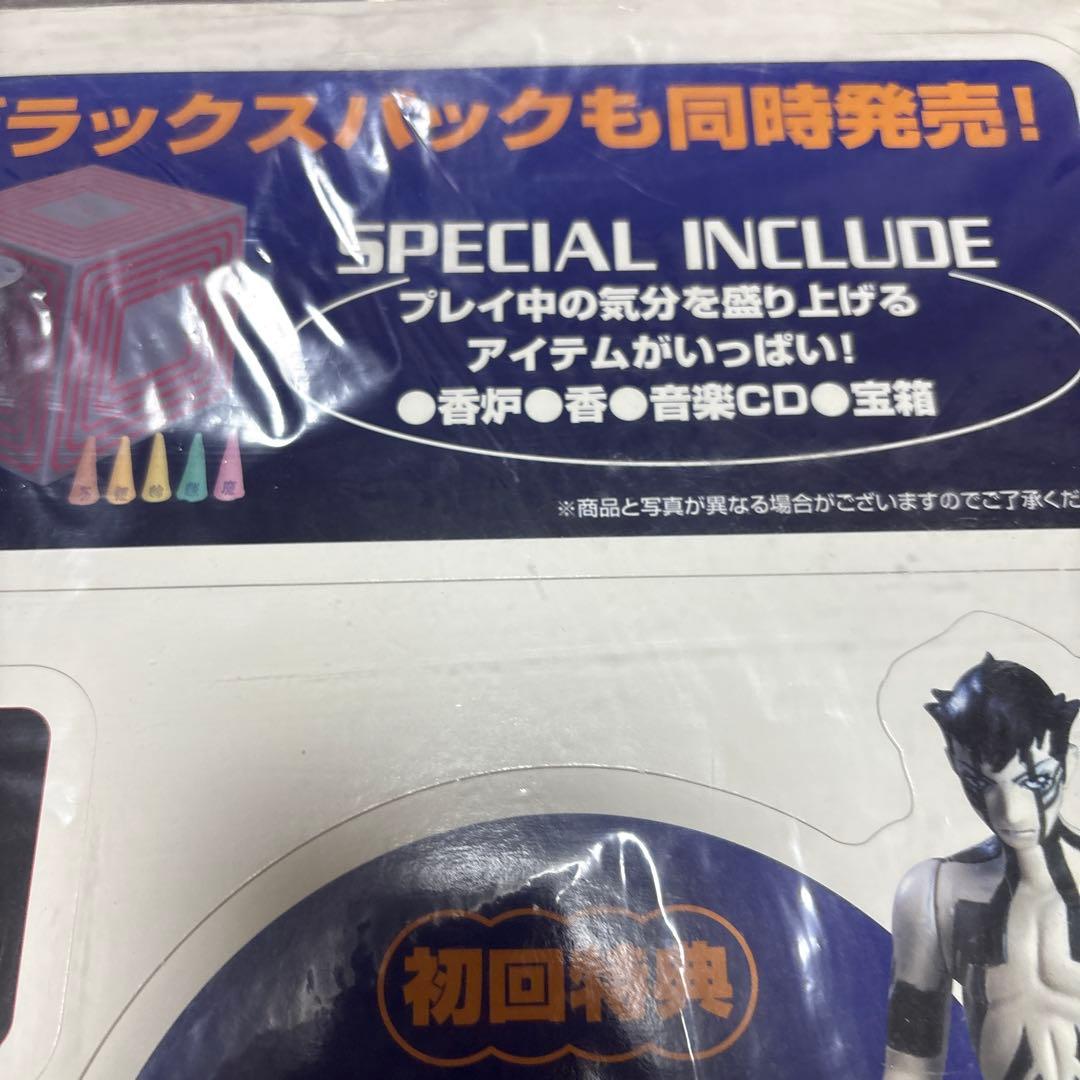 デラックスパックも同時発売!
SPECIAL INCLUDE
プレイ中の気分を盛り上げる
アイテムがいっぱい!
●香炉●香●音楽CD●宝箱
※商品と写真が異なる場合がございますのでご了承くだ
初回特典